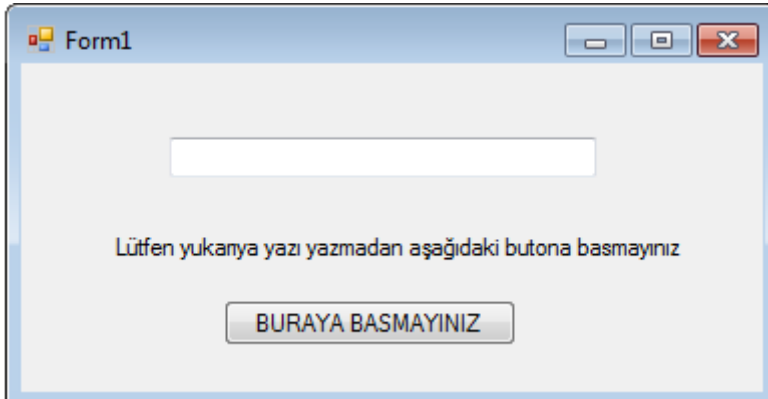 Form1
Lütfen yukarıya yazı yazmadan aşağıdaki butona basmayınız
BURAYA BASMAYINIZ